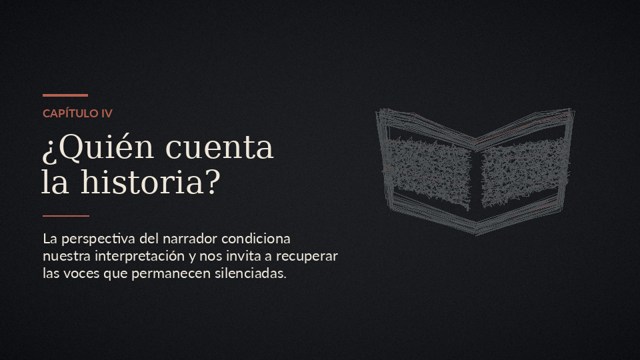 CAPÍTULO IV
¿Quién cuenta
la historia?
La perspectiva del narrador condiciona
nuestra interpretación y nos invita a recuperar
las voces que permanecen silenciadas.